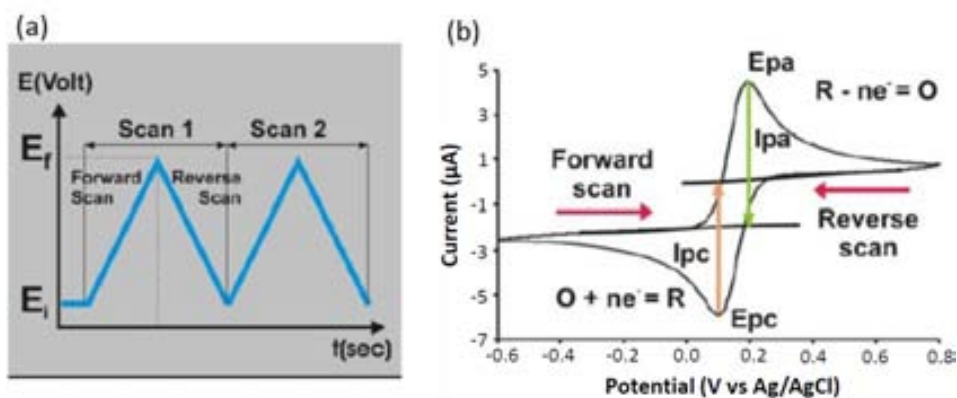 (a)
E(Volt)
Scan 1
Scan 2
Ef
Forward
Scan
Reverse
Scan
Ei
t(sec)
(b)
Epa
R - ne- = O
Ipa
Forward
scan
Reverse
scan
Ipc
O + ne- = R
Epc
Current (µA)
5
3
1
-1
-3
-5
-7
-0.6
-0.4
-0.2
0.0
0.2
0.4
0.6
0.8
Potential (V vs Ag/AgCl)